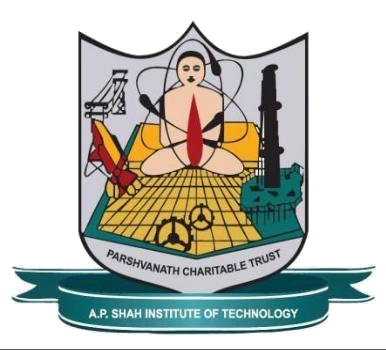 PARSHVANATH CHARITABLE TRUST
A.P. SHAH INSTITUTE OF TECHNOLOGY